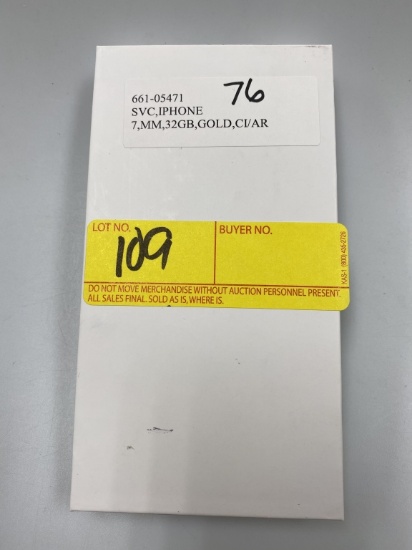 661-05471
76
SVC,IPHONE
7,MM,32GB,GOLD,CI/AR
LOT NO.
109
BUYER NO.
DO NOT MOVE MERCHANDISE WITHOUT AUCTION PERSONNEL PRESENT.
ALL SALES FINAL. SOLD AS IS, WHERE IS.